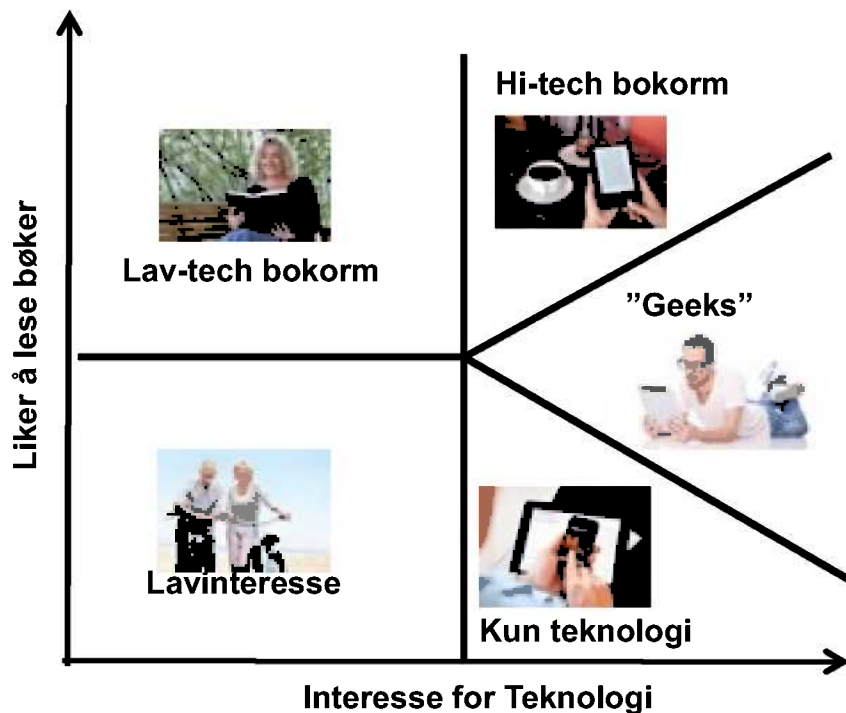 Hi-tech bokorm
Lav-tech bokorm
”Geeks”
Liker å lese bøker
Lavinteresse
Kun teknologi
Interesse for Teknologi